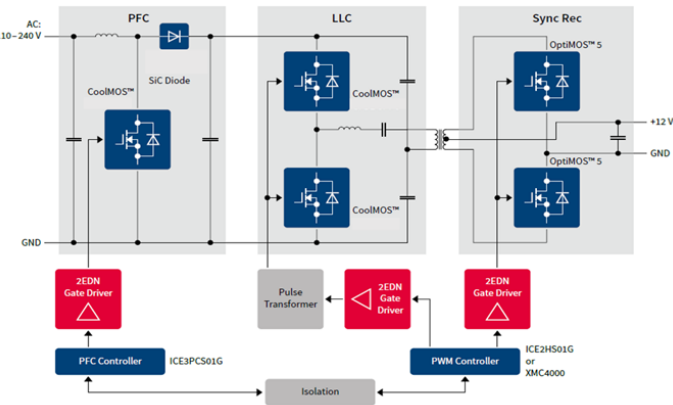 PFC
LLC
Sync Rec
AC:
10–240 V
OptiMOS™ 5
SiC Diode
CoolMOS™
CoolMOS™
+12 V
GND
OptiMOS™ 5
CoolMOS™
GND
2EDN
Gate Driver
Pulse
Transformer
2EDN
Gate
Driver
2EDN
Gate Driver
PFC Controller
ICE3PCS01G
PWM Controller
ICE2HS01G
or
XMC4000
Isolation